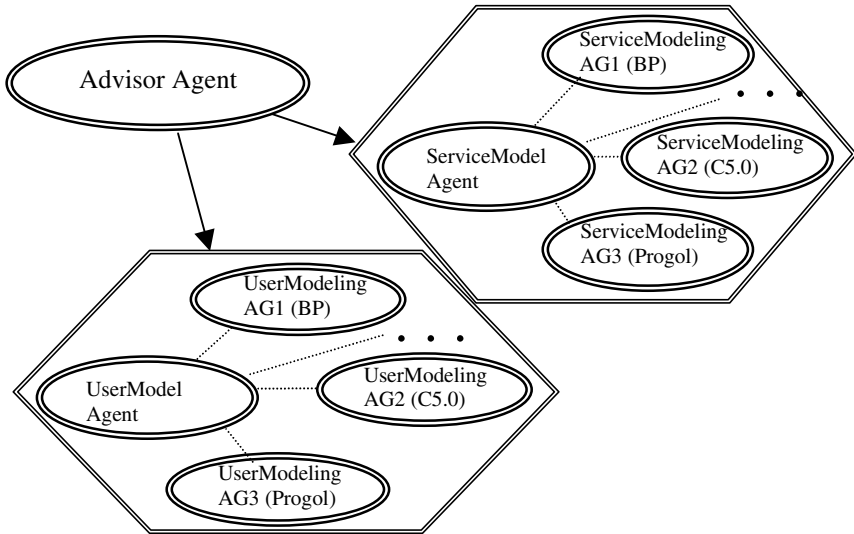 Advisor Agent
ServiceModeling
AG1 (BP)
• • •
ServiceModel
Agent
ServiceModeling
AG2 (C5.0)
ServiceModeling
AG3 (Progol)
UserModeling
AG1 (BP)
• • •
UserModel
Agent
UserModeling
AG2 (C5.0)
UserModeling
AG3 (Progol)